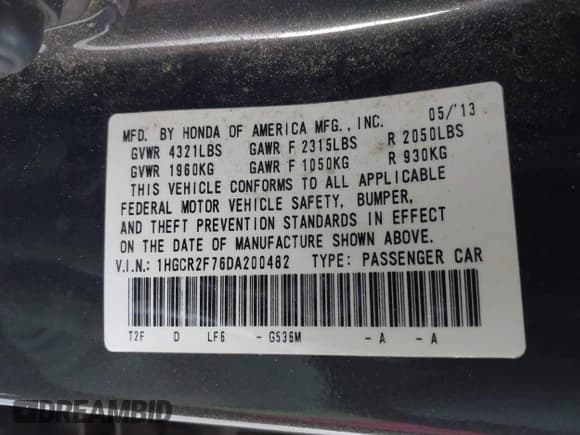 MFD. BY HONDA OF AMERICA MFG., INC. 05/'13
GVWR 4321LBS GAWR F 2315LBS R 2050LBS
GVWR 1960KG GAWR F 1050KG R 930KG
THIS VEHICLE CONFORMS TO ALL APPLICABLE
FEDERAL MOTOR VEHICLE SAFETY, BUMPER,
AND THEFT PREVENTION STANDARDS IN EFFECT
ON THE DATE OF MANUFACTURE SHOWN ABOVE.
V.I.N.: 1HGCR2F76DA200482 TYPE: PASSENGER CAR
T2F D LF6 - G536M - A - A
DREAMBID